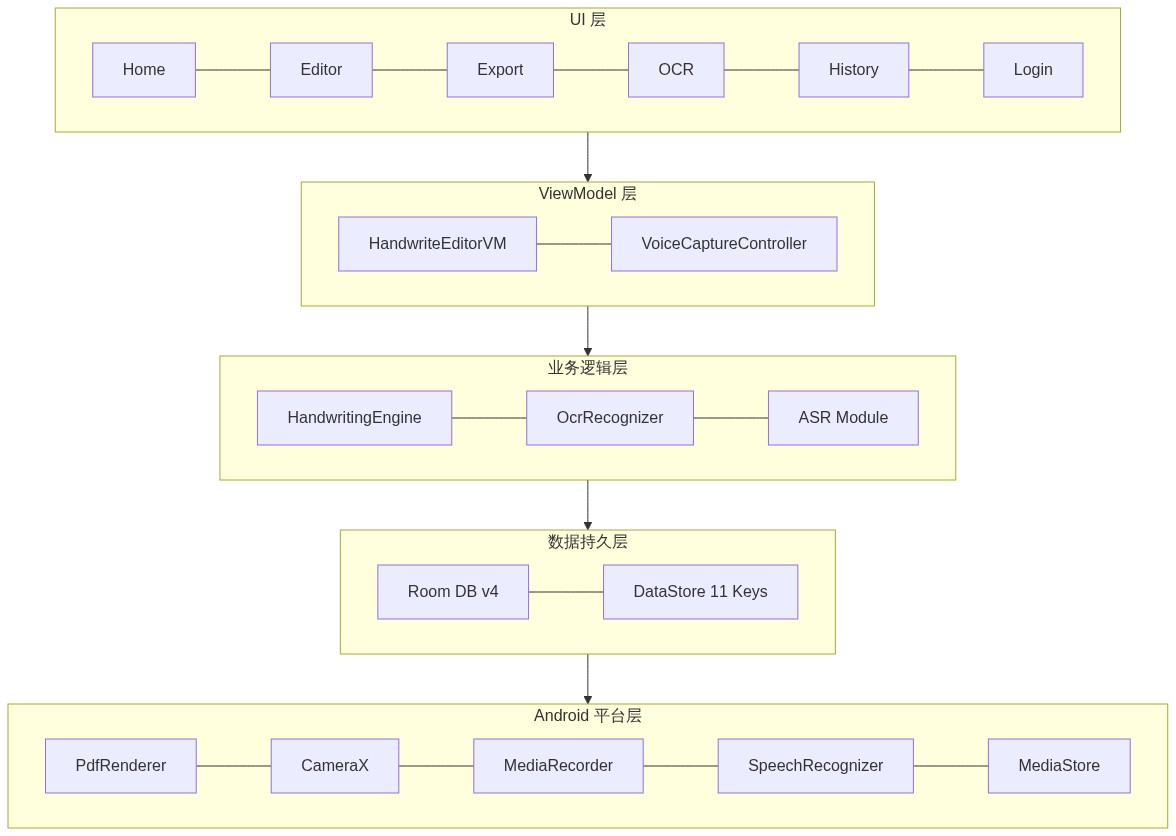 UI 层
Home Editor Export OCR History Login
ViewModel 层
HandwriteEditorVM VoiceCaptureController
业务逻辑层
HandwritingEngine OcrRecognizer ASR Module
数据持久层
Room DB v4 DataStore 11 Keys
Android 平台层
PdfRenderer CameraX MediaRecorder SpeechRecognizer MediaStore